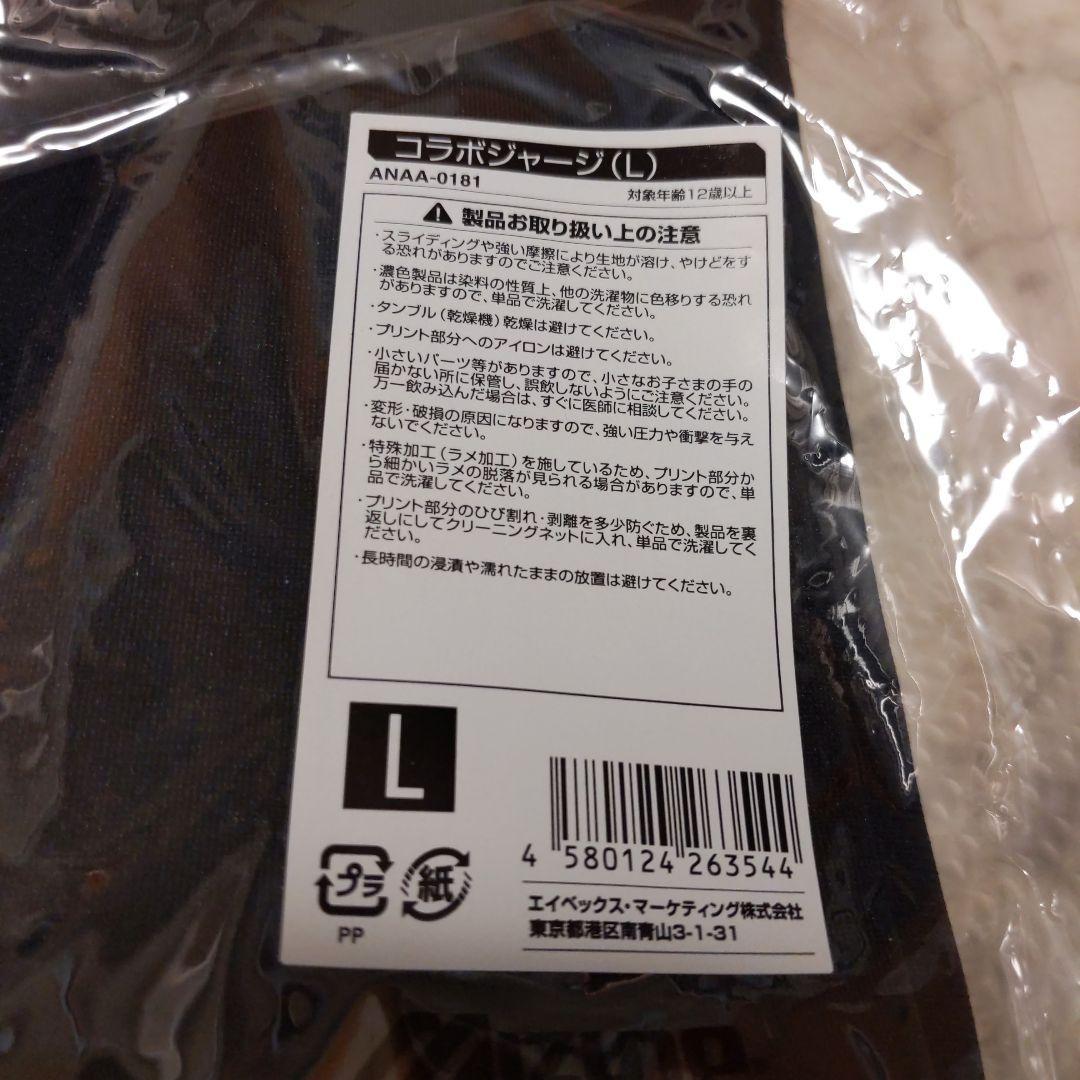 コラボジャージ(L)
ANAA-0181
対象年齢12歳以上
製品お取り扱い上の注意
・スライディングや強い摩擦により生地が溶け、やけどをす
る恐れがありますのでご注意ください。
・濃色製品は染料の性質上、他の洗濯物に色移りする恐れ
がありますので、単品で洗濯してください。
・タンブル(乾燥機)乾燥は避けてください。
・プリント部分へのアイロンは避けてください。
・小さいパーツ等がありますので、小さなお子さまの手の
届かない所に保管し、誤飲しないようにご注意ください。
万一飲み込んだ場合は、すぐに医師に相談してください。
・変形・破損の原因になりますので、強い圧力や衝撃を与え
ないでください。
・特殊加工(ラメ加工)を施しているため、プリント部分か
ら細かいラメの脱落が見られる場合がありますので、単
品で洗濯してください。
・プリント部分のひび割れ・剥離を多少防ぐため、製品を裏
返しにしてクリーニングネットに入れ、単品で洗濯してく
ださい。
・長時間の浸漬や濡れたままの放置は避けてください。
L
プラ
PP
紙
4 580124 263544
エイベックス・マーケティング株式会社
東京都港区南青山3-1-31